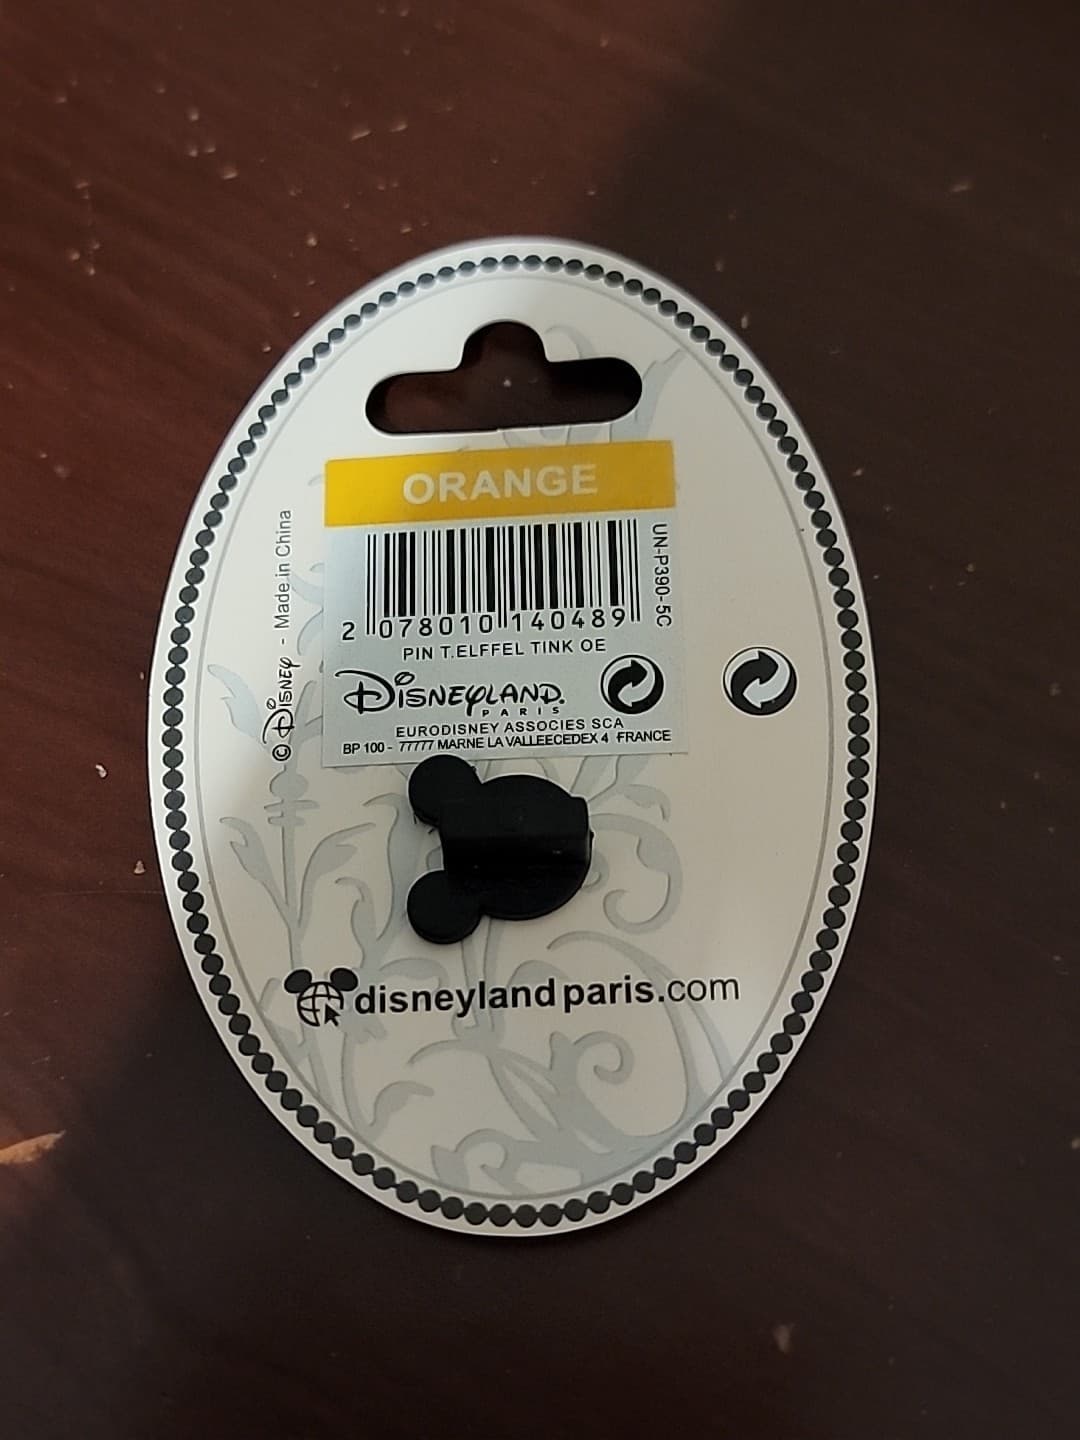 ORANGE
© Disney - Made in China
UN-P390-5C
2 078010 140489
PIN T.ELFFEL TINK OE
Disneyland
PARIS
EURODISNEY ASSOCIES SCA
BP 100 - 77777 MARNE LA VALLEECEDEX 4 FRANCE
disneylandparis.com